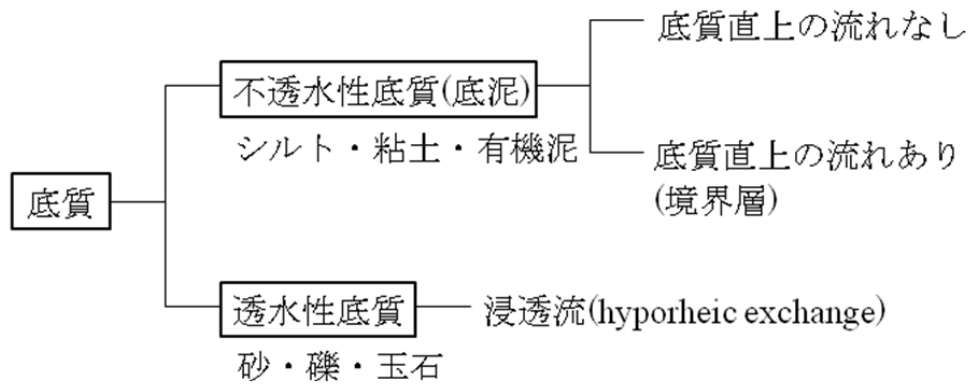 底質直上の流れなし
不透水性底質(底泥)
シルト・粘土・有機泥
底質直上の流れあり
(境界層)
底質
透水性底質
浸透流(hyporheic exchange)
砂・礫・玉石